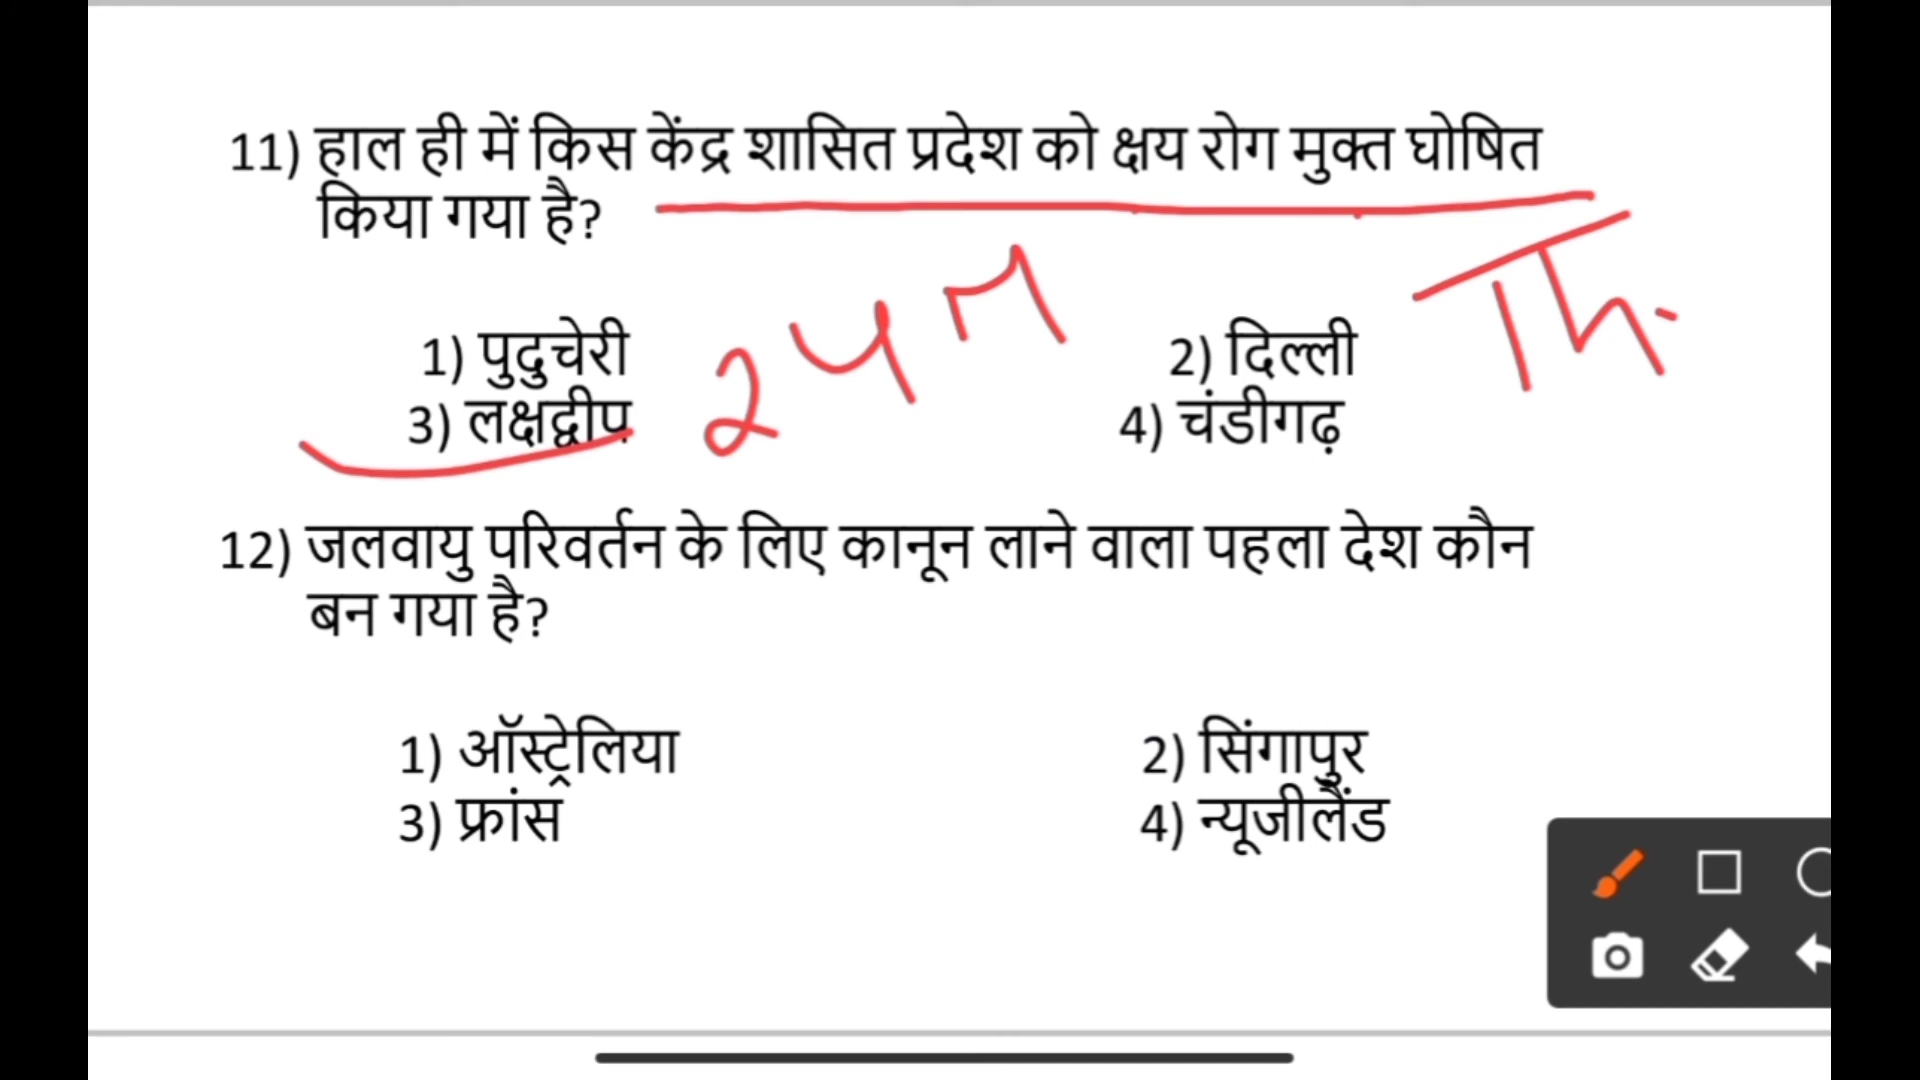 11) हाल ही में किस केंद्र शासित प्रदेश को क्षय रोग मुक्त घोषित
किया गया है?
1) पुदुचेरी
2) दिल्ली
3) लक्षद्वीप
4) चंडीगढ़
12) जलवायु परिवर्तन के लिए कानून लाने वाला पहला देश कौन
बन गया है?
1) ऑस्ट्रेलिया
2) सिंगापुर
3) फ्रांस
4) न्यूजीलैंड